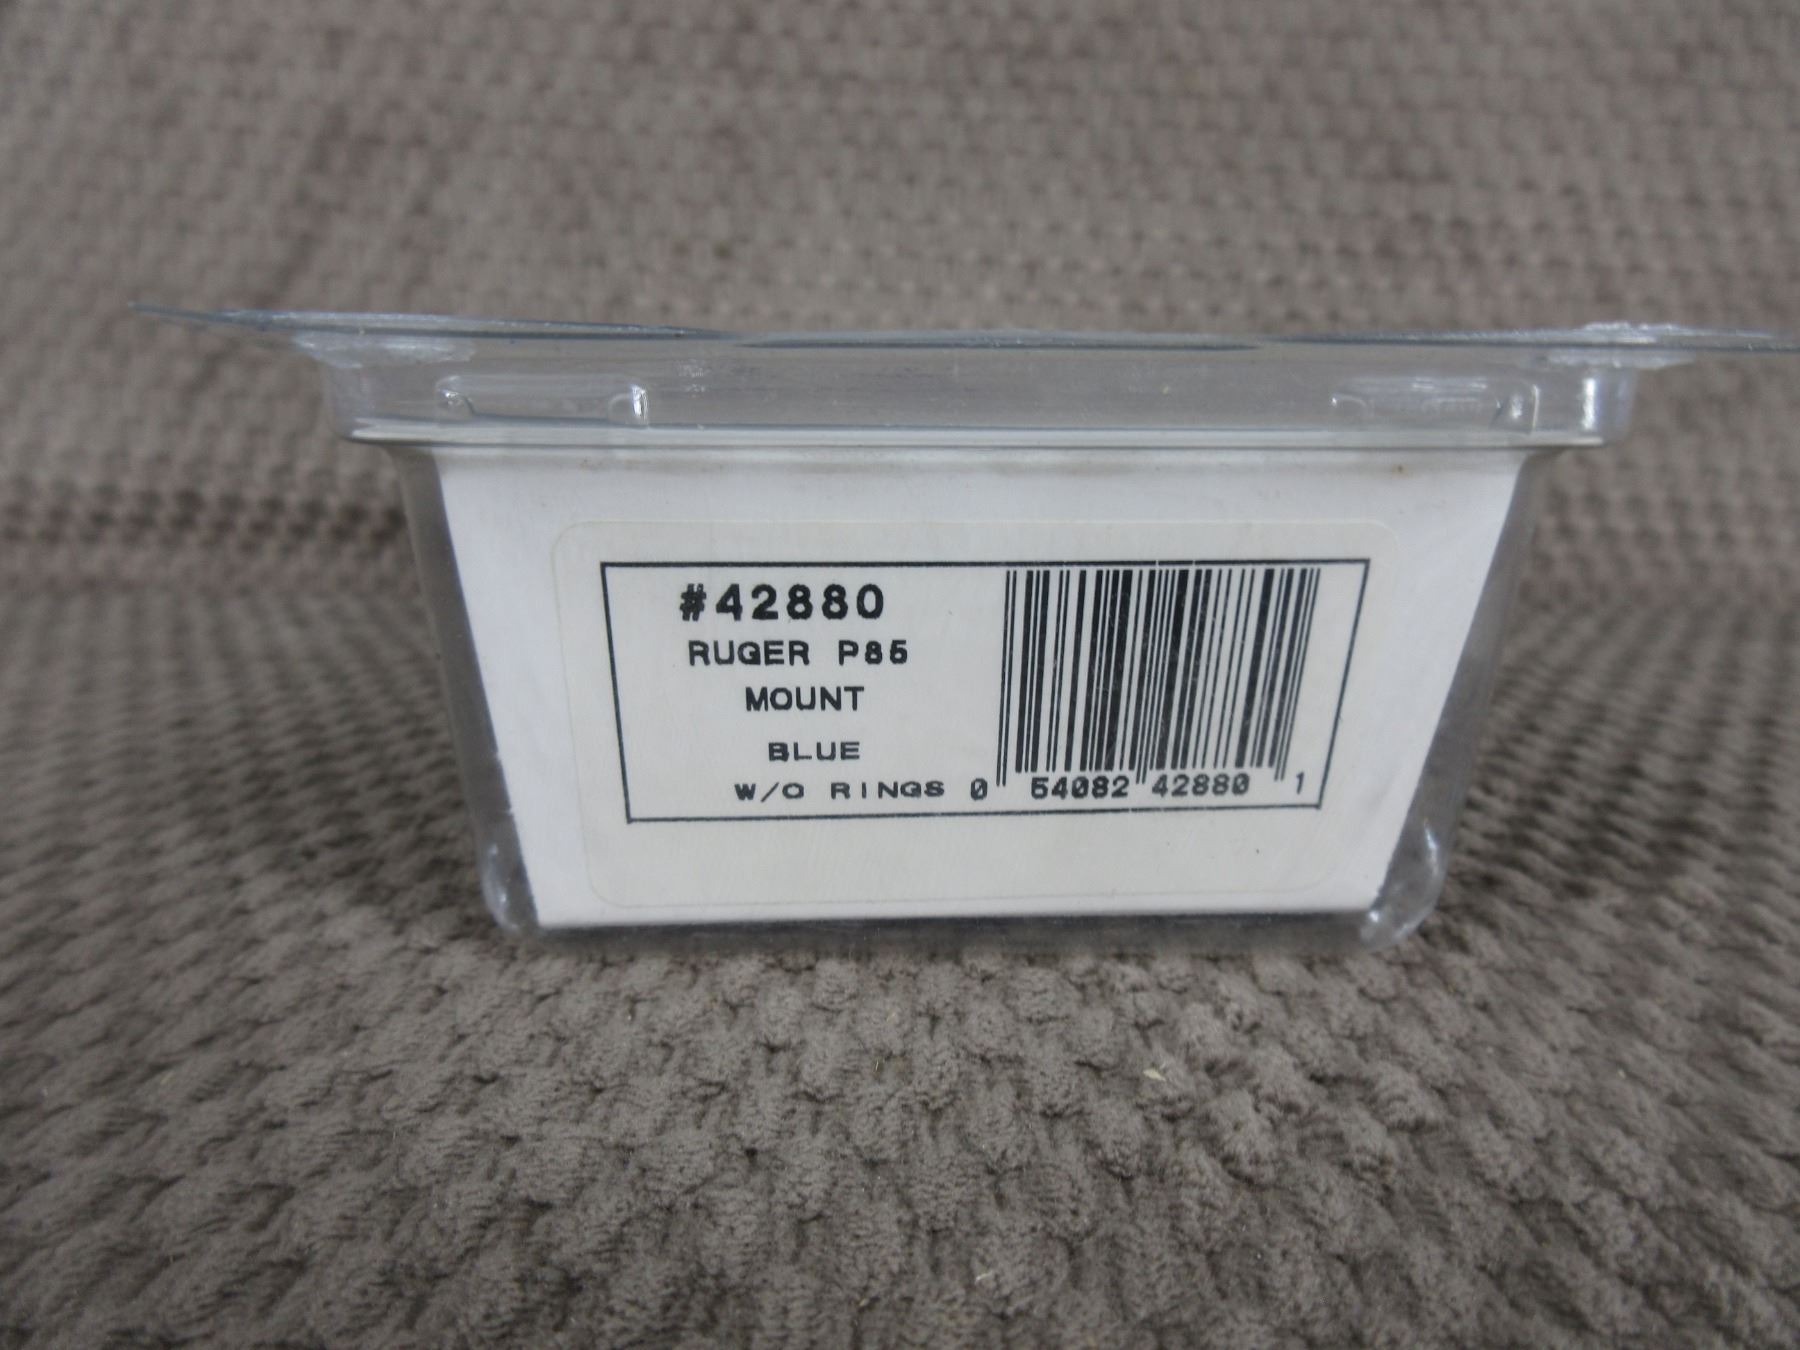 #42880
RUGER P85
MOUNT
BLUE
W/O RINGS
0 54082 42880 1